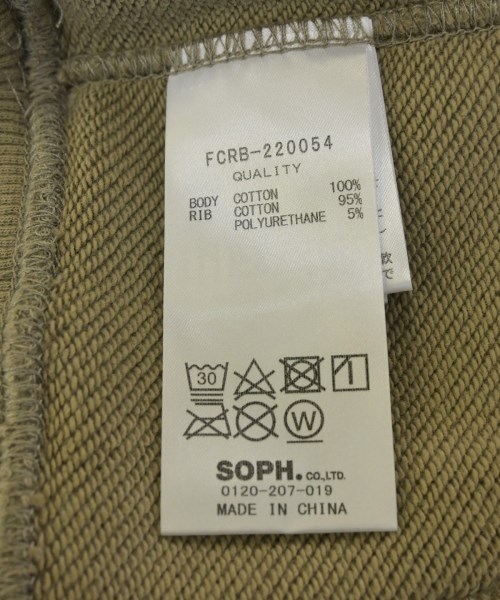 FCRB-220054
QUALITY
BODY COTTON 100%
RIB COTTON 95%
POLYURETHANE 5%
30
W
SOPH. CO.,LTD.
0120-207-019
MADE IN CHINA
で